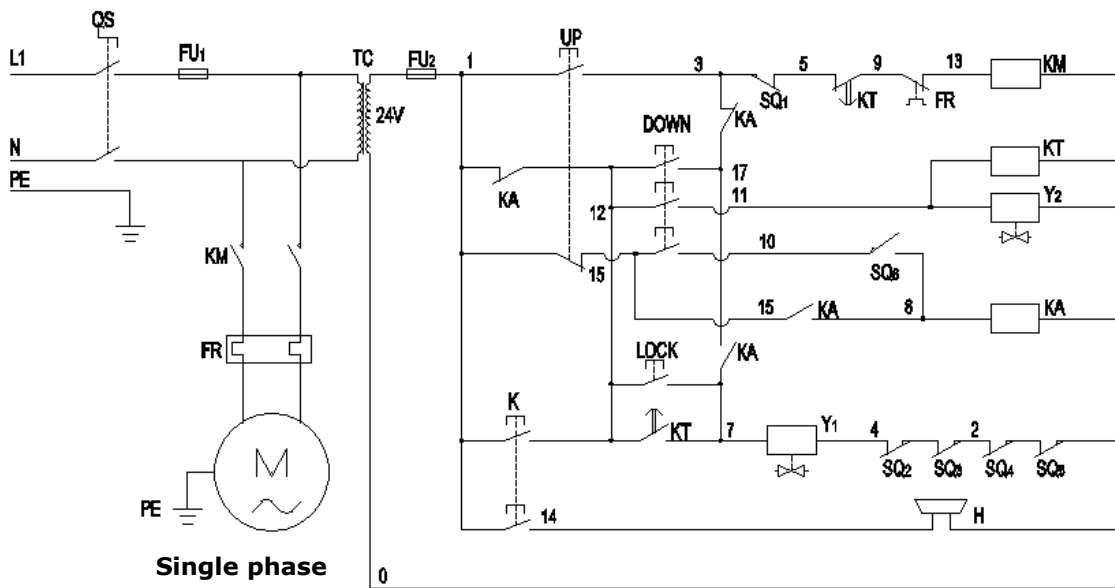 QS
L1
FU1
TC
FU2
1
UP
3
5
9
13
KM
SQ1
KT
FR
24V
KA
DOWN
N
KT
PE
17
KA
Y2
11
12
10
KM
15
SQ6
15
KA
8
KA
FR
LOCK
KA
K
M
KT
7
Y1
4
2
SQ2
SQ3
SQ4
SQ5
PE
14
H
Single phase
0